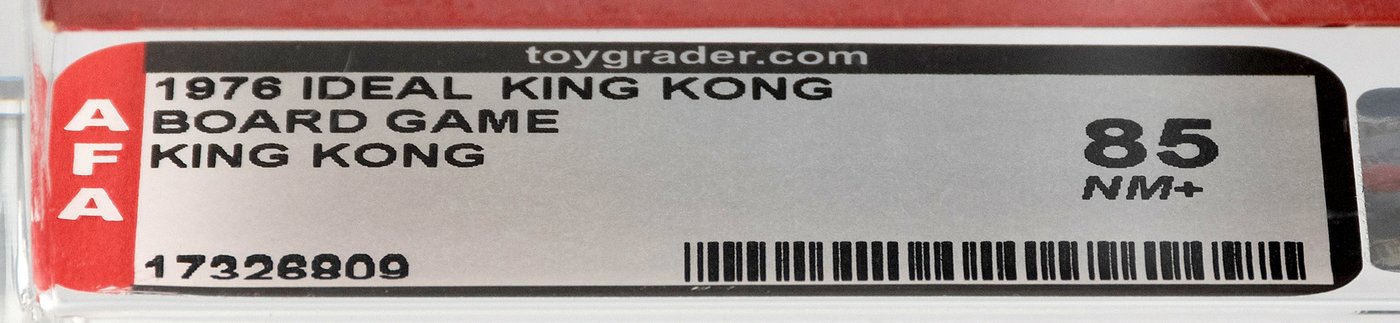 toygrader.com
AFA
1976 IDEAL KING KONG
BOARD GAME
KING KONG
85
NM+
17326809